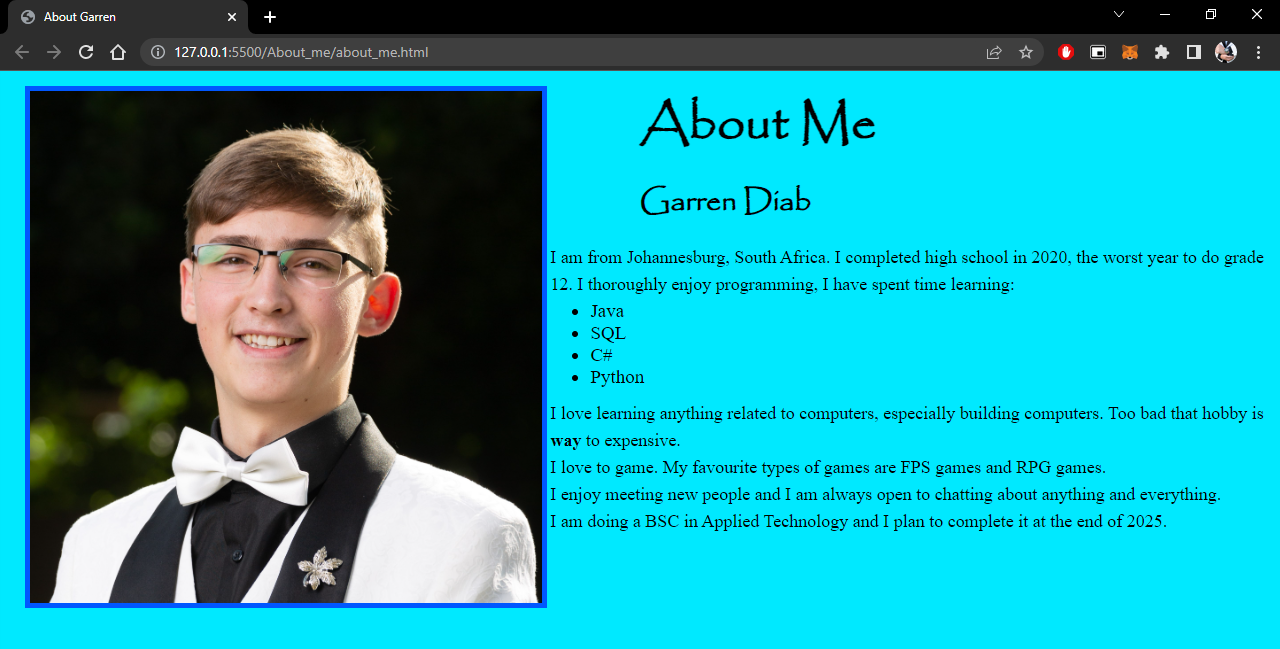 About Garren
127.0.0.1:5500/About_me/about_me.html
About Me
Garren Diab
I am from Johannesburg, South Africa. I completed high school in 2020, the worst year to do grade
12. I thoroughly enjoy programming, I have spent time learning:
• Java
• SQL
• C#
• Python
I love learning anything related to computers, especially building computers. Too bad that hobby is
way to expensive.
I love to game. My favourite types of games are FPS games and RPG games.
I enjoy meeting new people and I am always open to chatting about anything and everything.
I am doing a BSC in Applied Technology and I plan to complete it at the end of 2025.